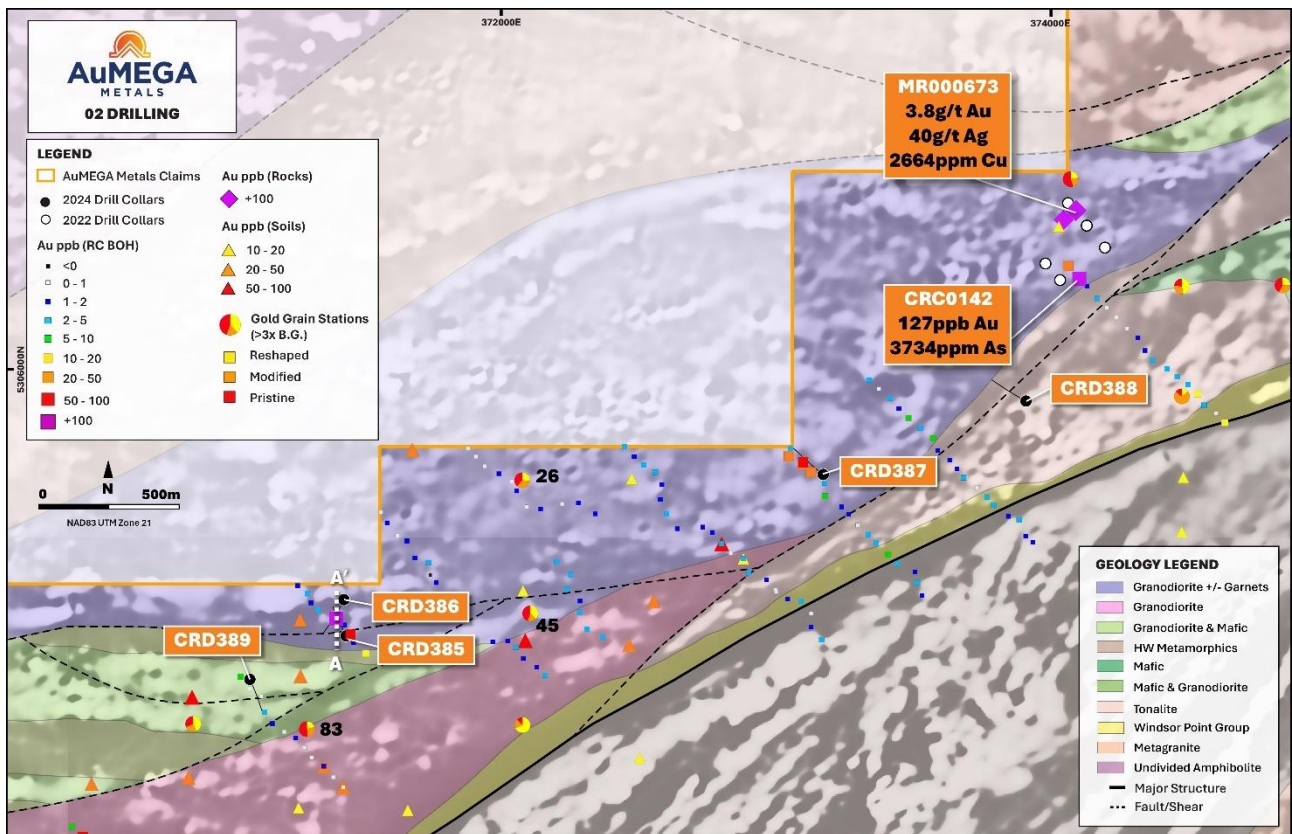 372000E
374000E
5306000N
AuMEGA
METALS
02 DRILLING
LEGEND
AuMEGA Metals Claims
2024 Drill Collars
2022 Drill Collars
Au ppb (RC BOH)
<0
0 - 1
1 - 2
2 - 5
5 - 10
10 - 20
20 - 50
50 - 100
+100
Au ppb (Rocks)
+100
Au ppb (Soils)
10 - 20
20 - 50
50 - 100
Gold Grain Stations
(>3x B.G.)
Reshaped
Modified
Pristine
N
0 500m
NAD83 UTM Zone 21
MR000673
3.8g/t Au
40g/t Ag
2664ppm Cu
CRC0142
127ppb Au
3734ppm As
CRD388
CRD387
26
A'
CRD386
45
CRD389
CRD385
A
83
GEOLOGY LEGEND
Granodiorite +/- Garnets
Granodiorite
Granodiorite & Mafic
HW Metamorphics
Mafic
Mafic & Granodiorite
Tonalite
Windsor Point Group
Metagranite
Undivided Amphibolite
Major Structure
Fault/Shear